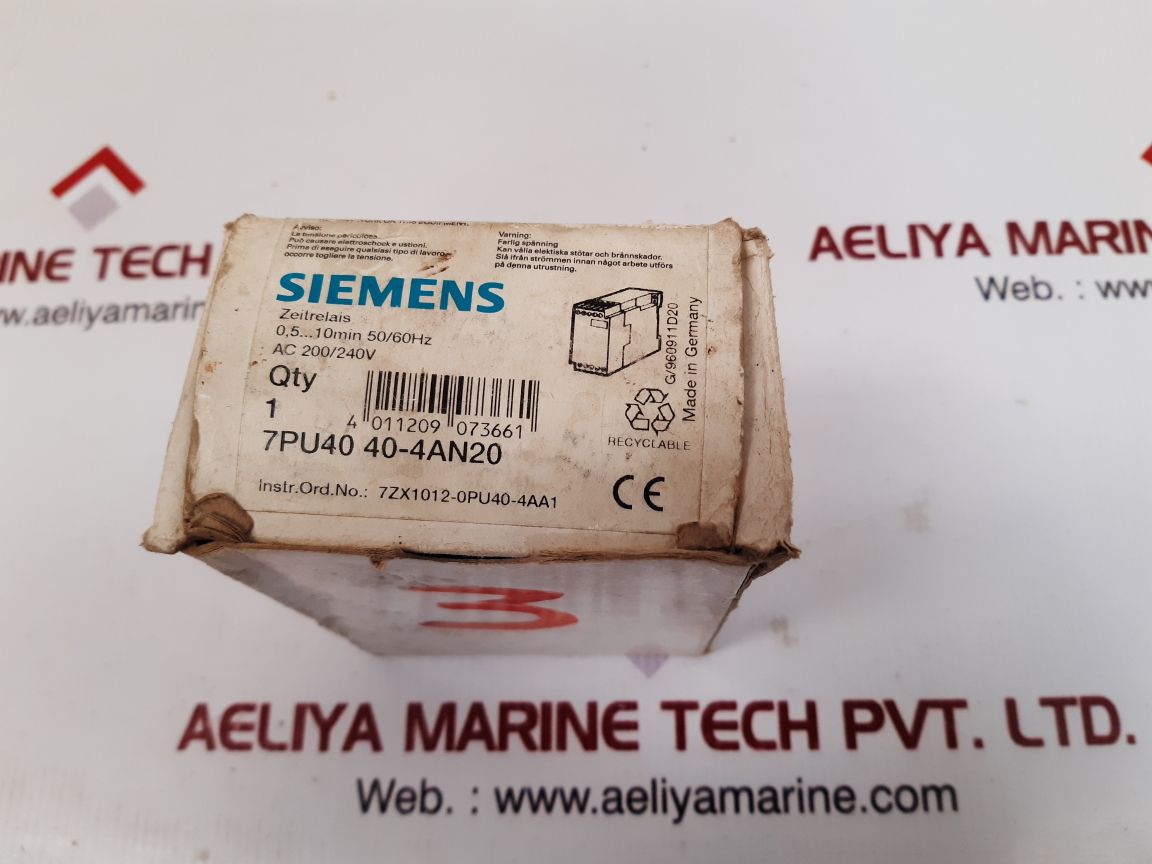 Avviso:
La tensione pericolosa.
Può causare elettroschock e ustioni.
Prima di eseguire qualsiasi tipo di lavoro
occorre togliere la tensione.
Varning:
Farlig spänning
Kan vålla elektiska stötar och brännskador.
Slå ifrån strömmen innan något arbete utförs
på denna utrustning.
SIEMENS
Zeitrelais
0,5...10min 50/60Hz
AC 200/240V
Qty
1
4 011209 073661
7PU40 40-4AN20
Instr.Ord.No.: 7ZX1012-0PU40-4AA1
G/960911D20
Made in Germany
RECYCLABLE
CE
3
INE TECH
w.aeliyamarin
AELIYA MARIN
Web. : ww
AELIYA MARINE TECH PVT. LTD.
Web. : www.aeliyamarine.com